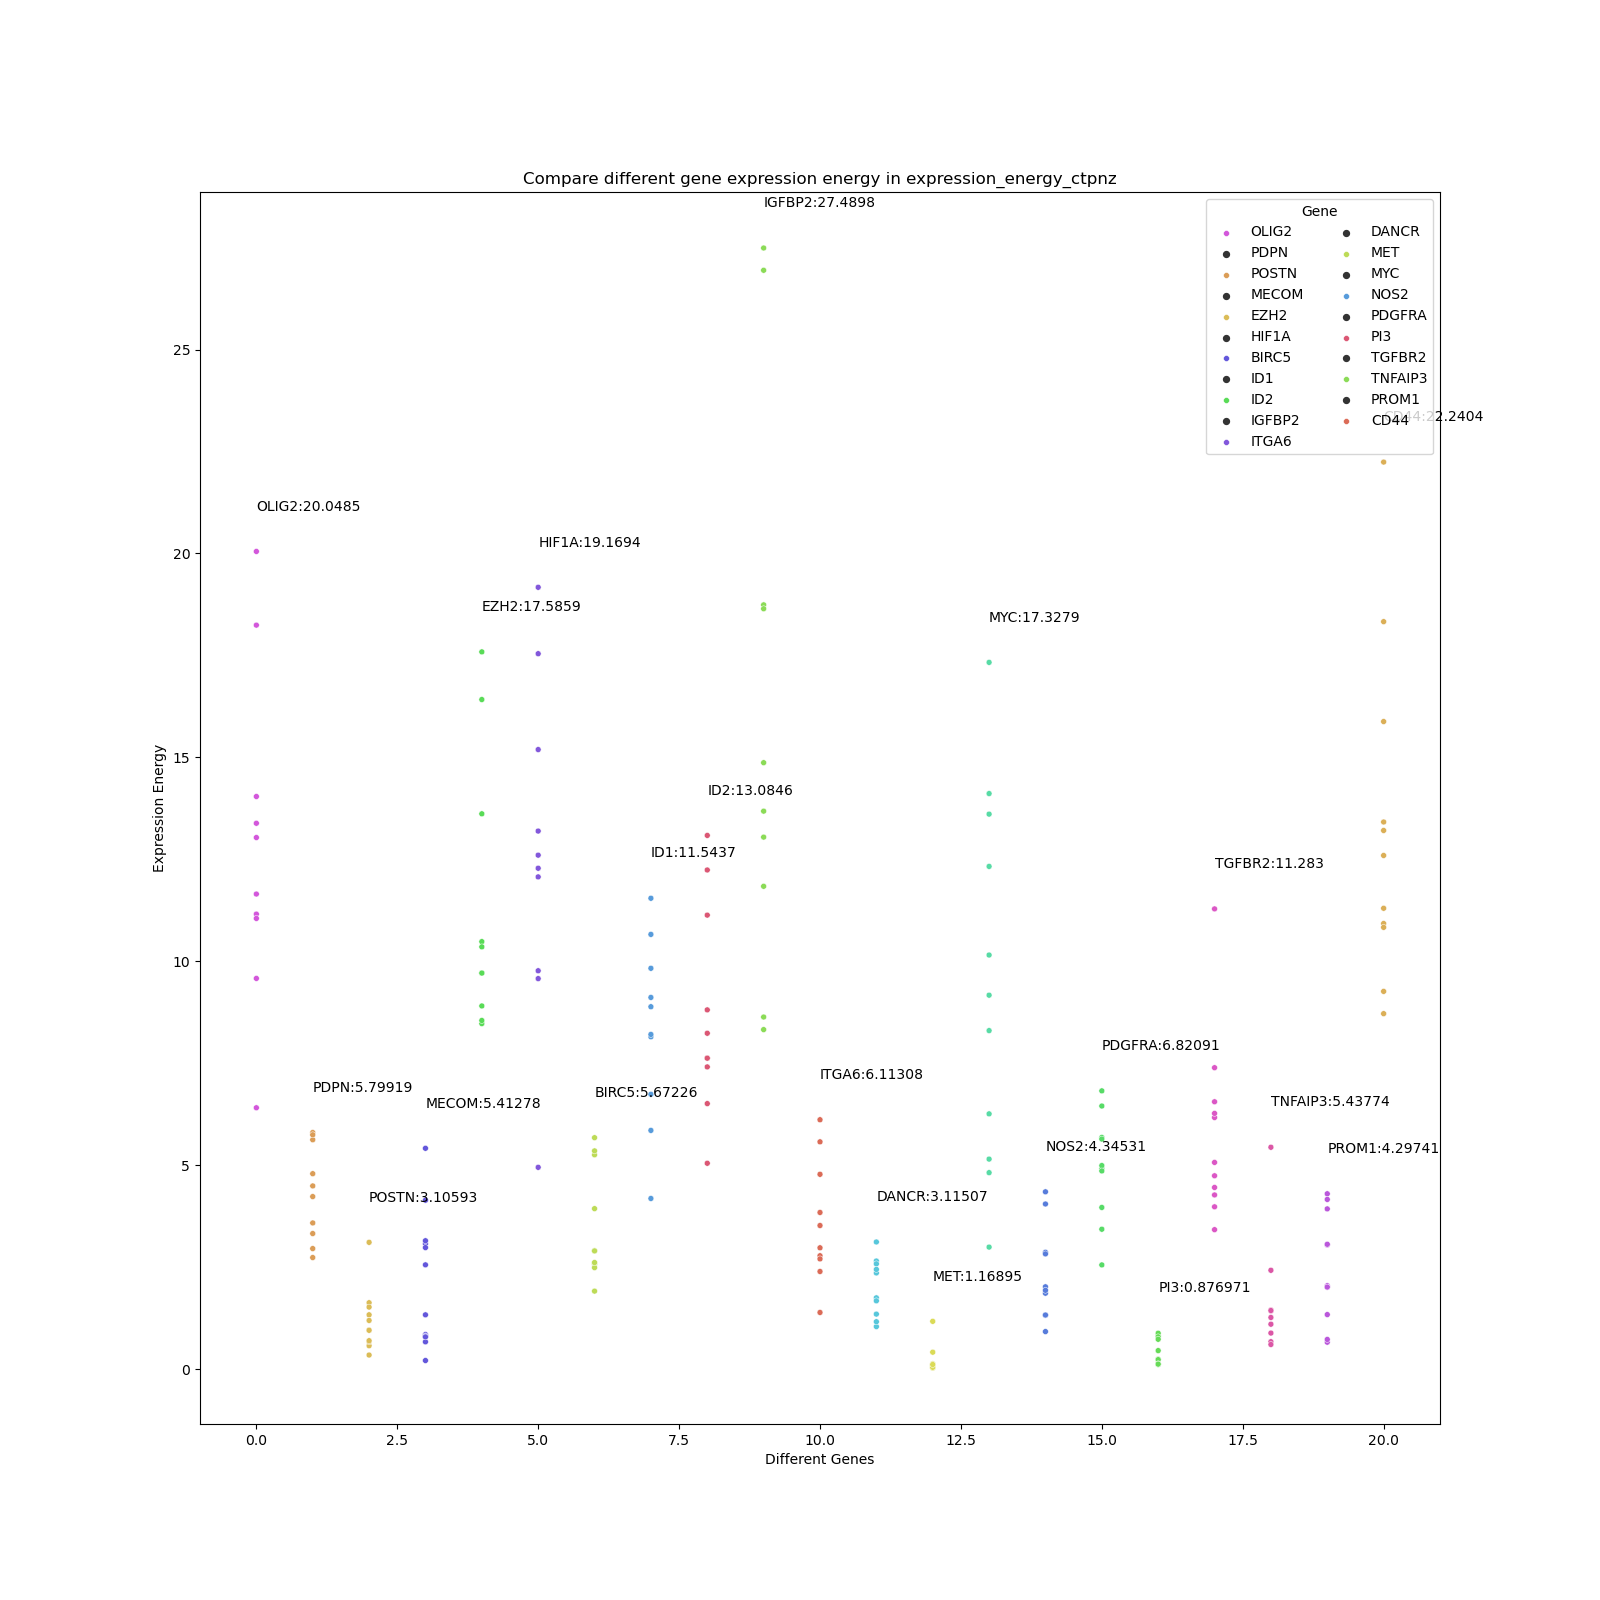 Compare different gene expression energy in expression_energy_ctpnz
IGFBP2:27.4898
Gene
OLIG2
PDPN
POSTN
MECOM
EZH2
HIF1A
BIRC5
ID1
ID2
IGFBP2
ITGA6
DANCR
MET
MYC
NOS2
PDGFRA
PI3
TGFBR2
TNFAIP3
PROM1
CD44
CD44:22.2404
OLIG2:20.0485
HIF1A:19.1694
EZH2:17.5859
MYC:17.3279
ID2:13.0846
ID1:11.5437
TGFBR2:11.283
PDGFRA:6.82091
ITGA6:6.11308
PDPN:5.79919
BIRC5:5.67226
MECOM:5.41278
TNFAIP3:5.43774
NOS2:4.34531
PROM1:4.29741
POSTN:3.10593
DANCR:3.11507
MET:1.16895
PI3:0.876971
Expression Energy
25
20
15
10
5
0
0.0 2.5 5.0 7.5 10.0 12.5 15.0 17.5 20.0
Different Genes